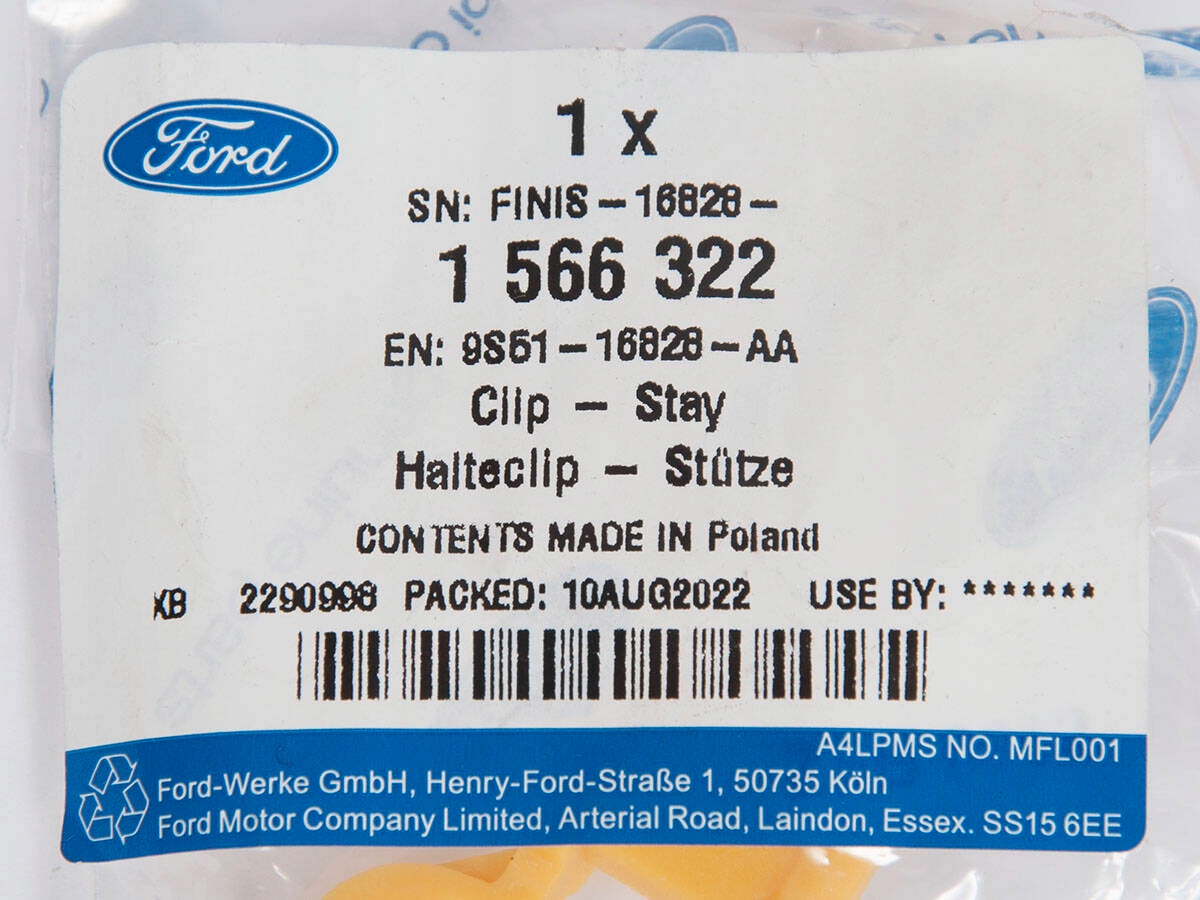 Ford
1 x
SN: FINIS - 16828 -
1 566 322
EN: 9S51 - 16828 - AA
Clip - Stay
Halteclip - Stütze
CONTENTS MADE IN Poland
XB 2290998 PACKED: 10AUG2022 USE BY: *******
A4LPMS NO. MFL001
Ford-Werke GmbH, Henry-Ford-Straße 1, 50735 Köln
Ford Motor Company Limited, Arterial Road, Laindon, Essex. SS15 6EE